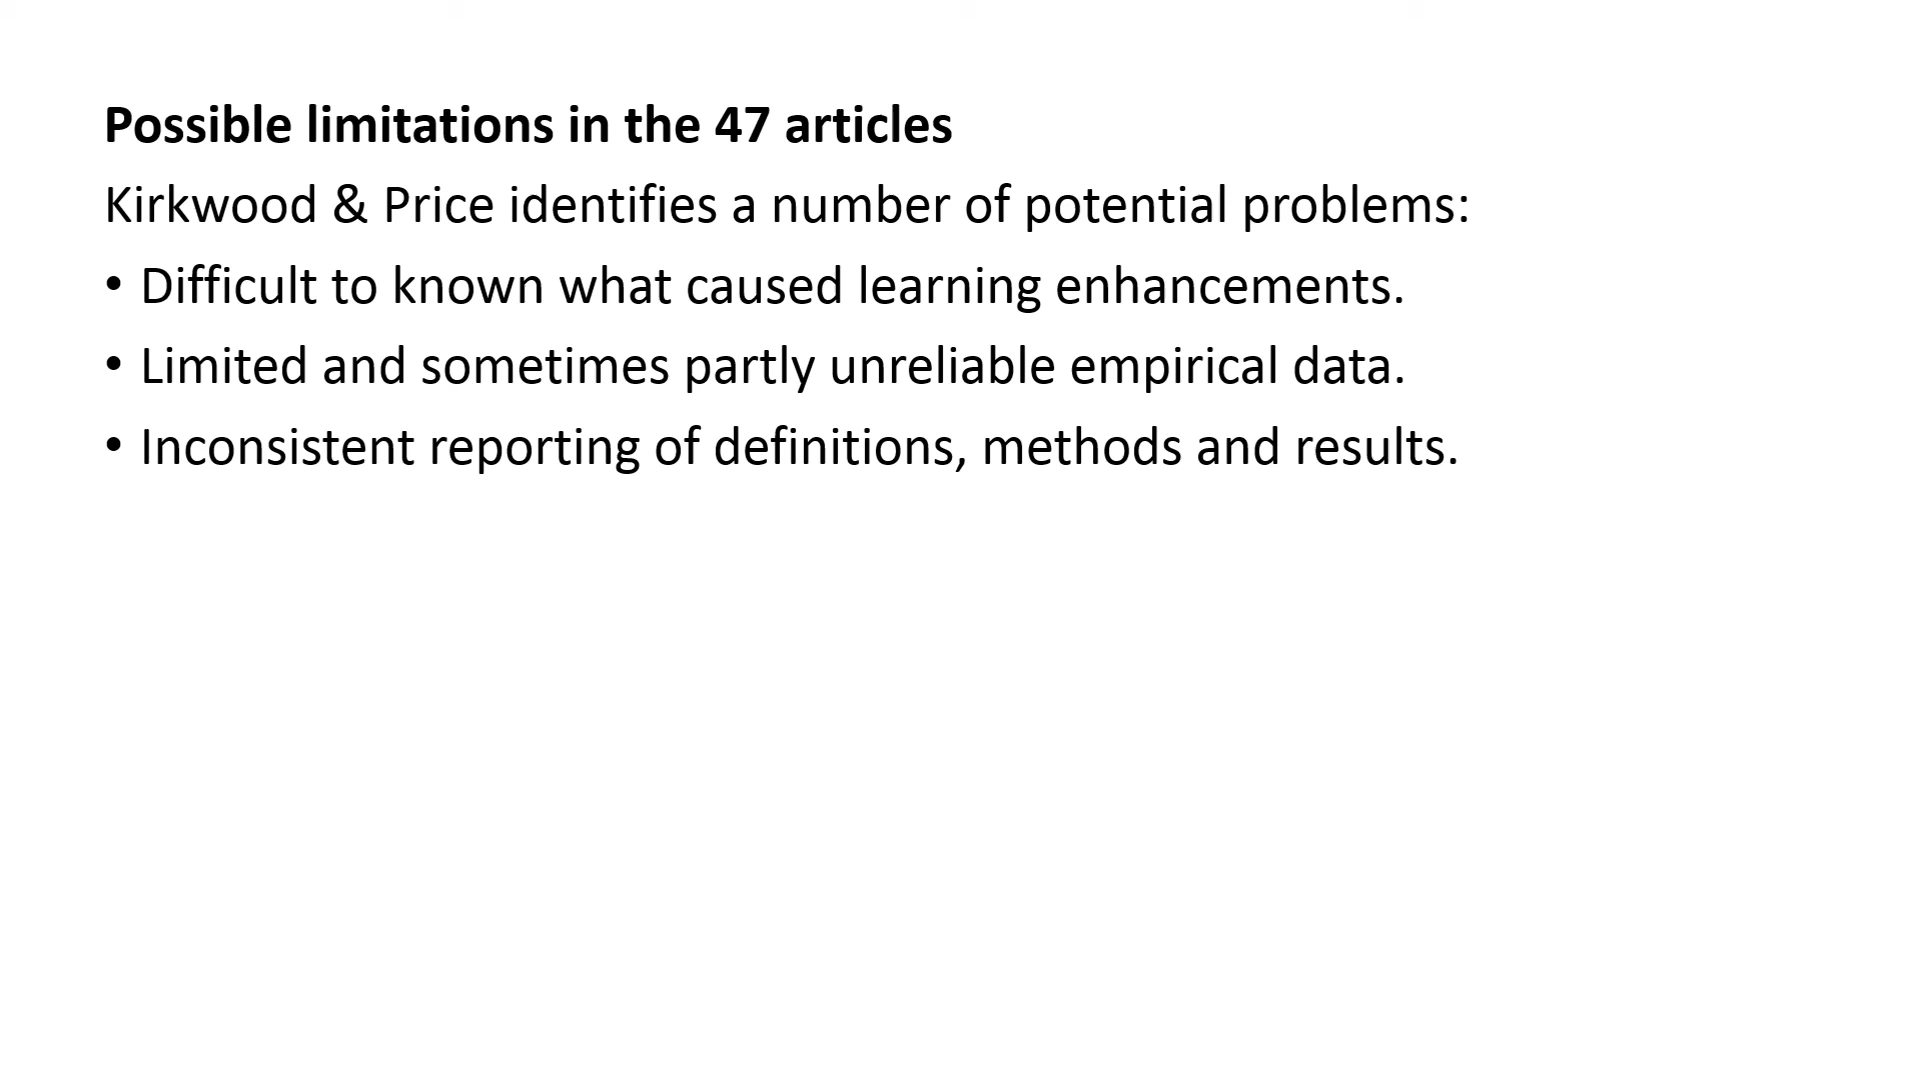 Possible limitations in the 47 articles
Kirkwood & Price identifies a number of potential problems:
• Difficult to known what caused learning enhancements.
• Limited and sometimes partly unreliable empirical data.
• Inconsistent reporting of definitions, methods and results.